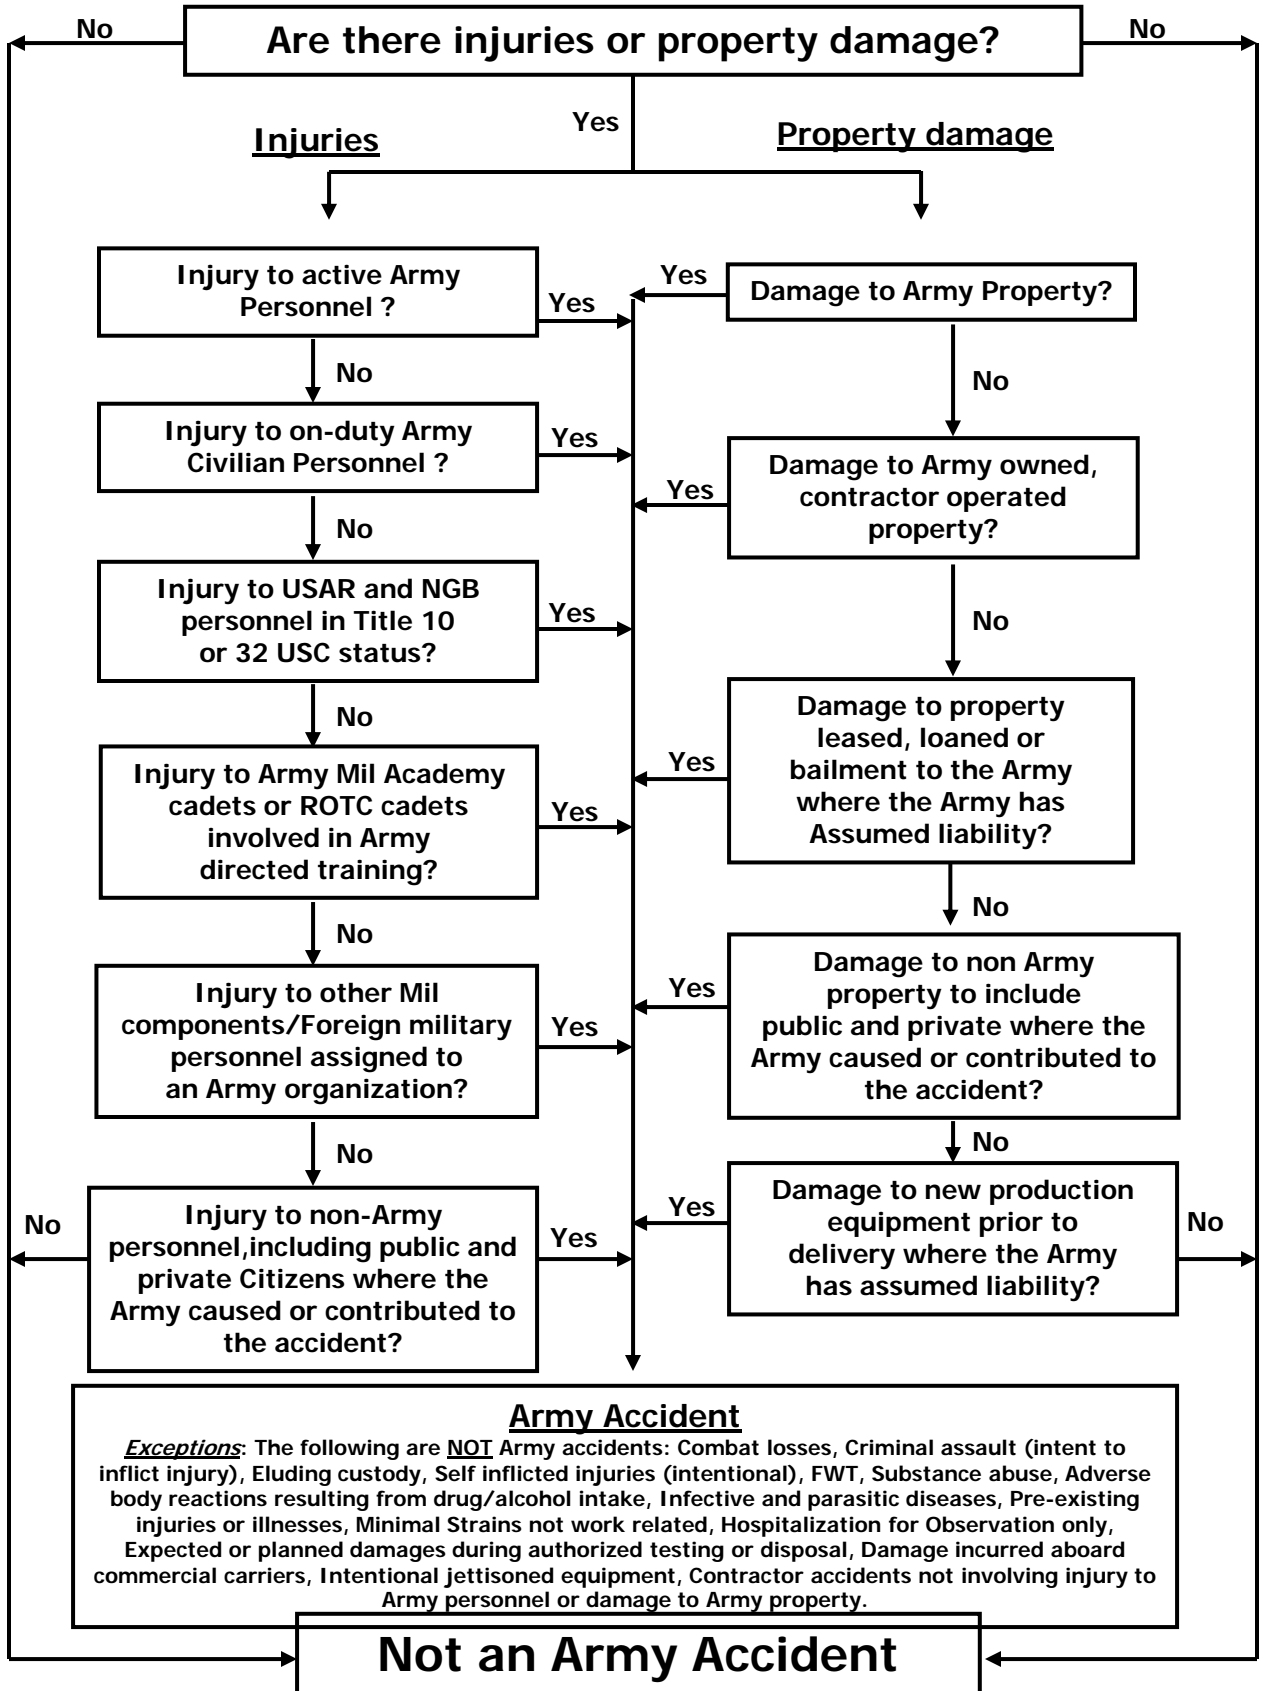 No
Are there injuries or property damage?
No
Yes
Injuries
Property damage
Injury to active Army
Personnel ?
Yes
No
Injury to on-duty Army
Civilian Personnel ?
Yes
No
Injury to USAR and NGB
personnel in Title 10
or 32 USC status?
Yes
No
Injury to Army Mil Academy
cadets or ROTC cadets
involved in Army
directed training?
Yes
No
Injury to other Mil
components/Foreign military
personnel assigned to
an Army organization?
Yes
No
No
Injury to non-Army
personnel,including public and
private Citizens where the
Army caused or contributed to
the accident?
Yes
Yes
Damage to Army Property?
No
Yes
Damage to Army owned,
contractor operated
property?
No
Yes
Damage to property
leased, loaned or
bailment to the Army
where the Army has
Assumed liability?
No
Yes
Damage to non Army
property to include
public and private where the
Army caused or contributed to
the accident?
No
Yes
Damage to new production
equipment prior to
delivery where the Army
has assumed liability?
No
Army Accident
Exceptions: The following are NOT Army accidents: Combat losses, Criminal assault (intent to
inflict injury), Eluding custody, Self inflicted injuries (intentional), FWT, Substance abuse, Adverse
body reactions resulting from drug/alcohol intake, Infective and parasitic diseases, Pre-existing
injuries or illnesses, Minimal Strains not work related, Hospitalization for Observation only,
Expected or planned damages during authorized testing or disposal, Damage incurred aboard
commercial carriers, Intentional jettisoned equipment, Contractor accidents not involving injury to
Army personnel or damage to Army property.
Not an Army Accident